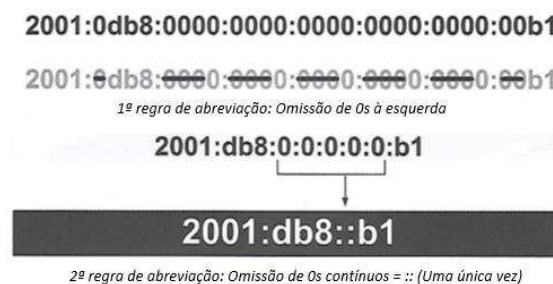 2001:0db8:0000:0000:0000:0000:0000:00b1
2001:0db8:0000:0000:0000:0000:0000:00b1
1ª regra de abreviação: Omissão de 0s à esquerda
2001:db8:0:0:0:0:0:b1
2001:db8::b1
2ª regra de abreviação: Omissão de 0s contínuos = :: (Uma única vez)